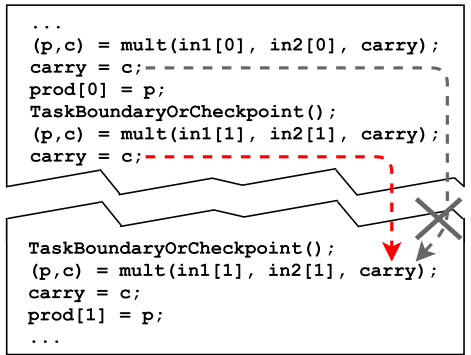 ...
(p,c) = mult(in1[0], in2[0], carry);
carry = c;
prod[0] = p;
TaskBoundaryOrCheckpoint();
(p,c) = mult(in1[1], in2[1], carry);
carry = c;
TaskBoundaryOrCheckpoint();
(p,c) = mult(in1[1], in2[1], carry);
carry = c;
prod[1] = p;
...